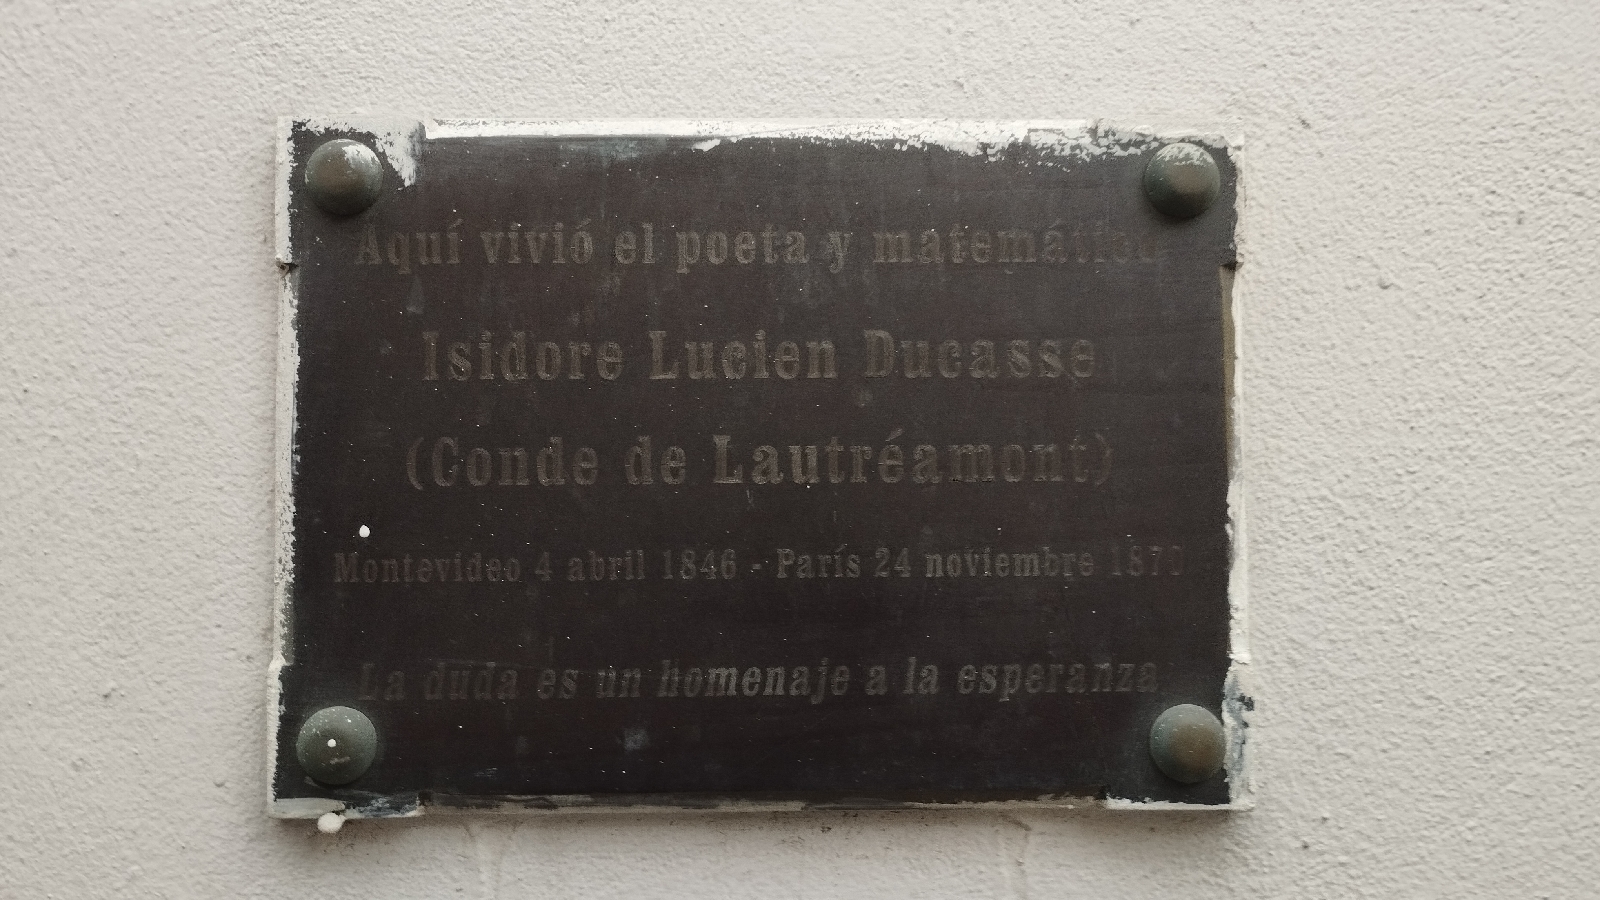 Aquí vivió el poeta y matemático
Isidore Lucien Ducasse
(Conde de Lautréamont)
Montevideo 4 abril 1846 - París 24 noviembre 1870
La duda es un homenaje a la esperanza